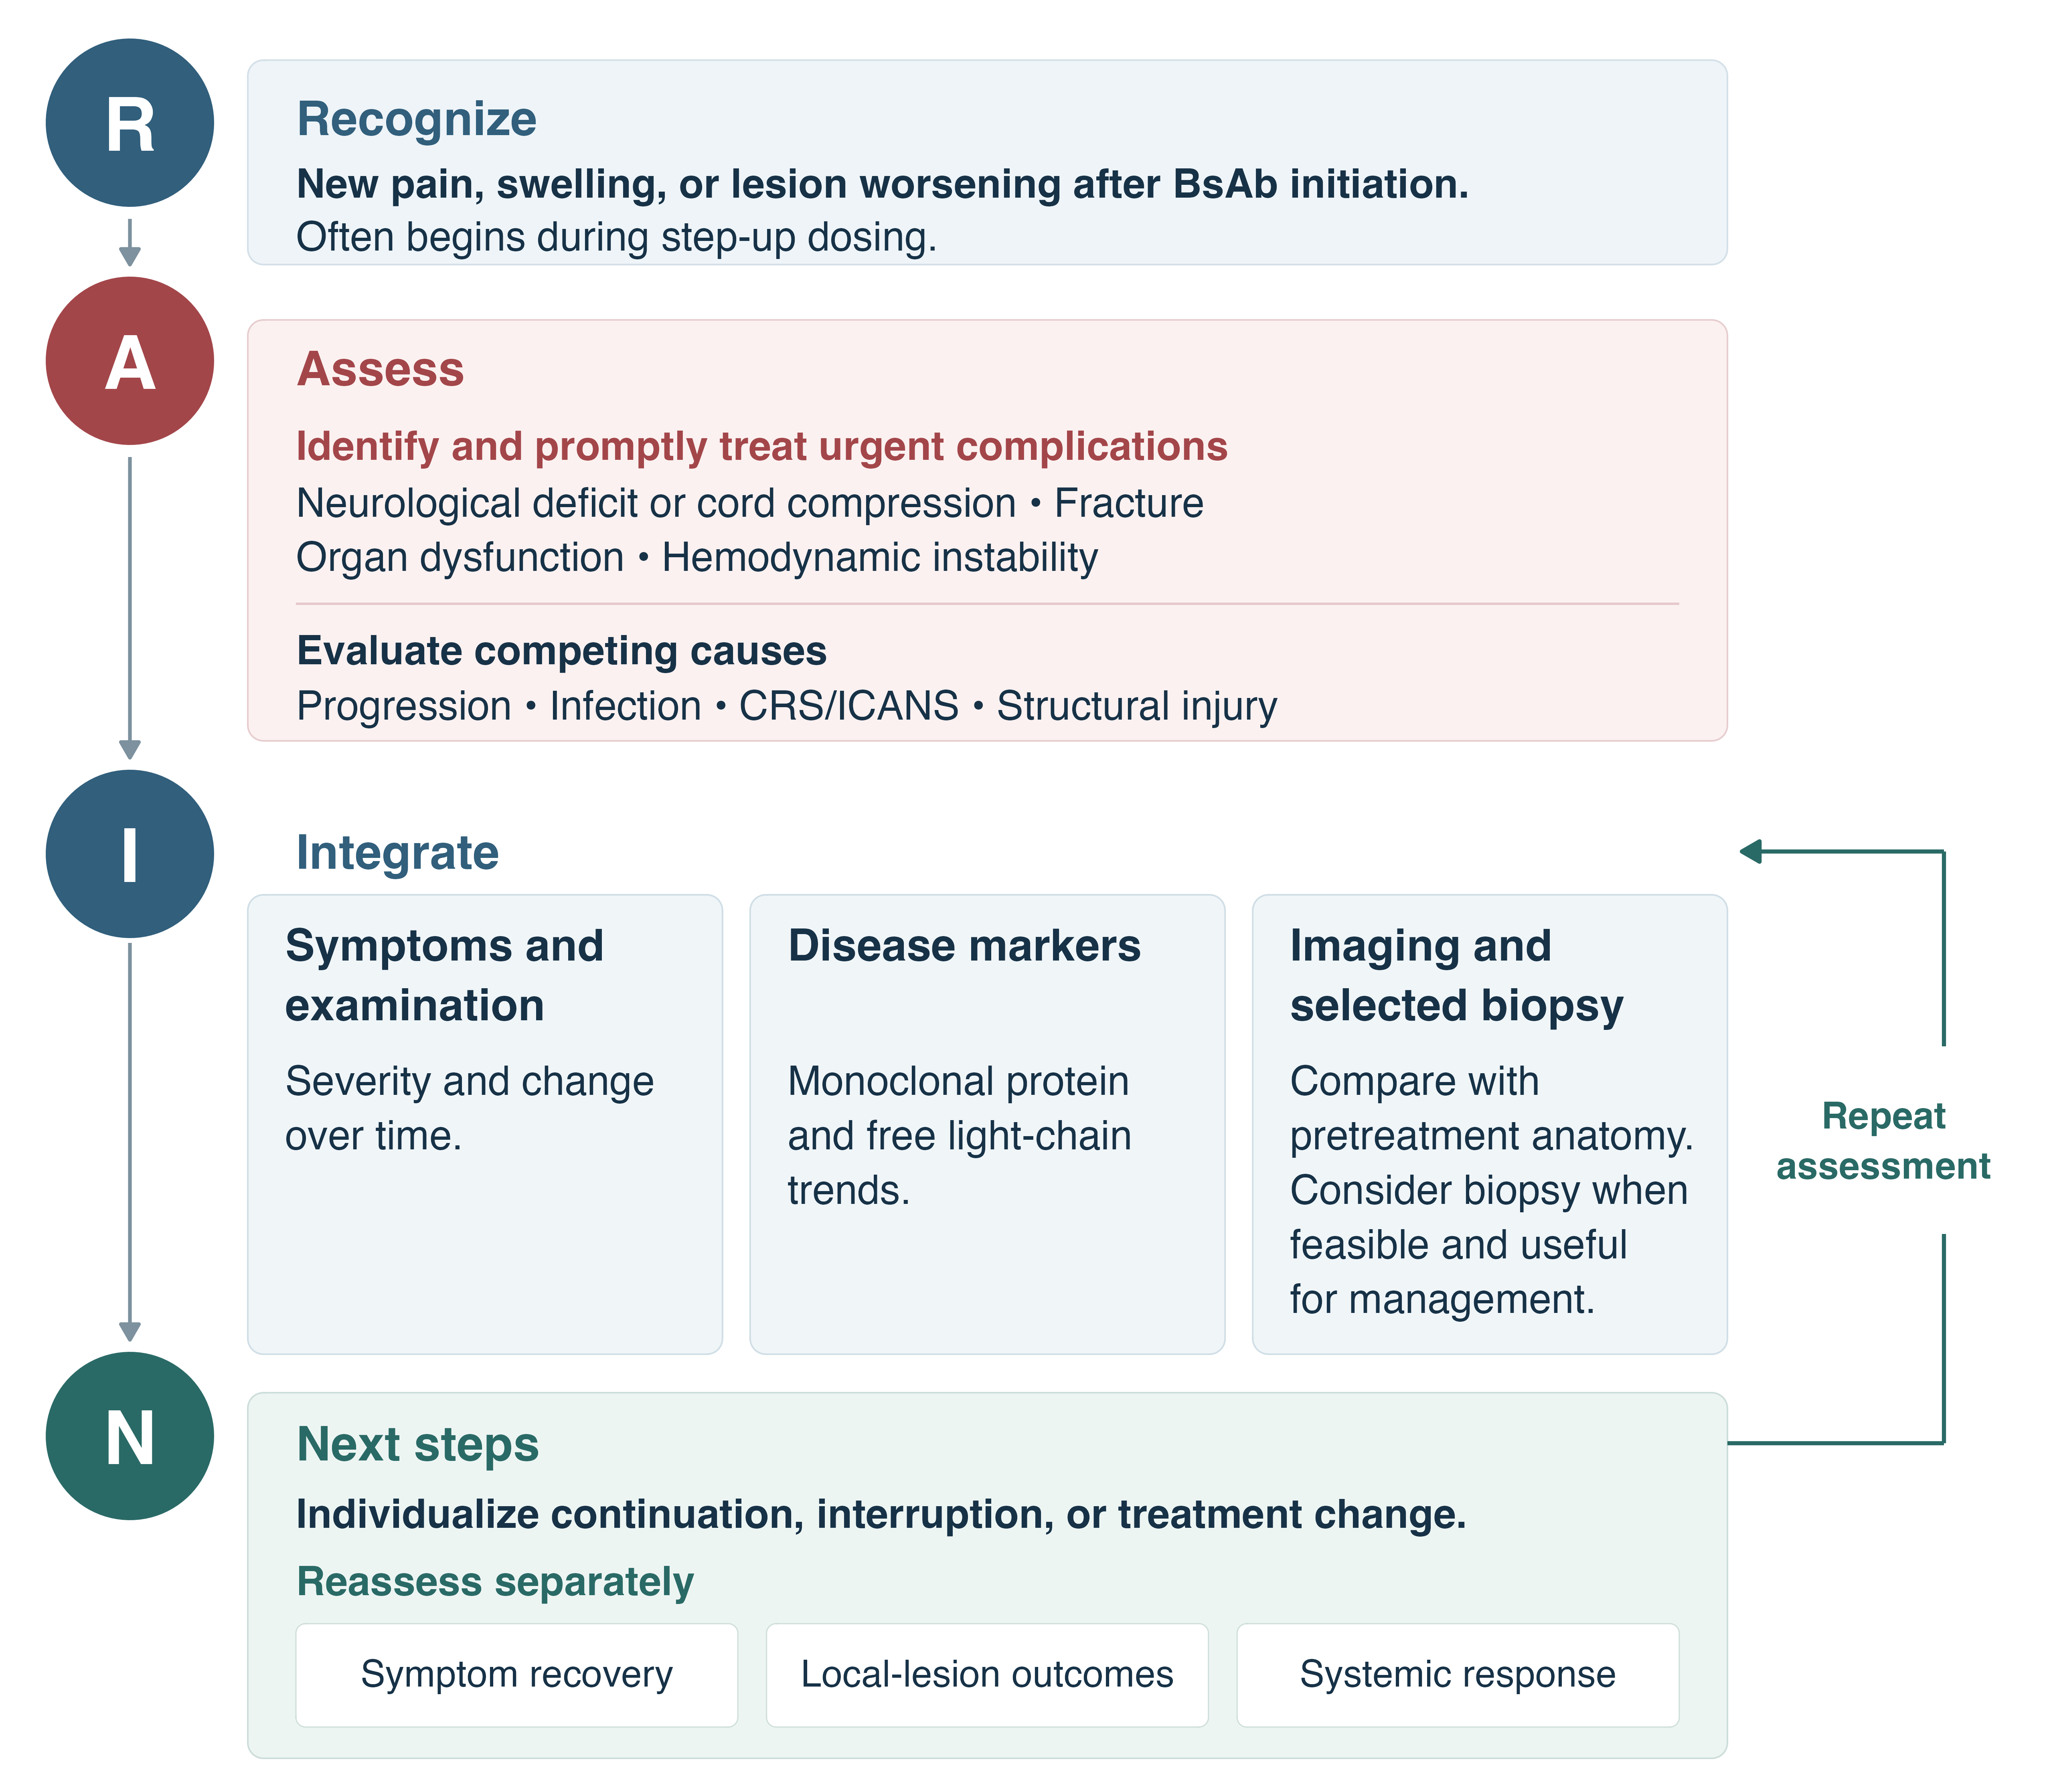 R
Recognize
New pain, swelling, or lesion worsening after BsAb initiation.
Often begins during step-up dosing.
A
Assess
Identify and promptly treat urgent complications
Neurological deficit or cord compression • Fracture
Organ dysfunction • Hemodynamic instability
Evaluate competing causes
Progression • Infection • CRS/ICANS • Structural injury
I
Integrate
Symptoms and
examination
Severity and change
over time.
Disease markers
Monoclonal protein
and free light-chain
trends.
Imaging and
selected biopsy
Compare with
pretreatment anatomy.
Consider biopsy when
feasible and useful
for management.
Repeat
assessment
N
Next steps
Individualize continuation, interruption, or treatment change.
Reassess separately
Symptom recovery
Local-lesion outcomes
Systemic response